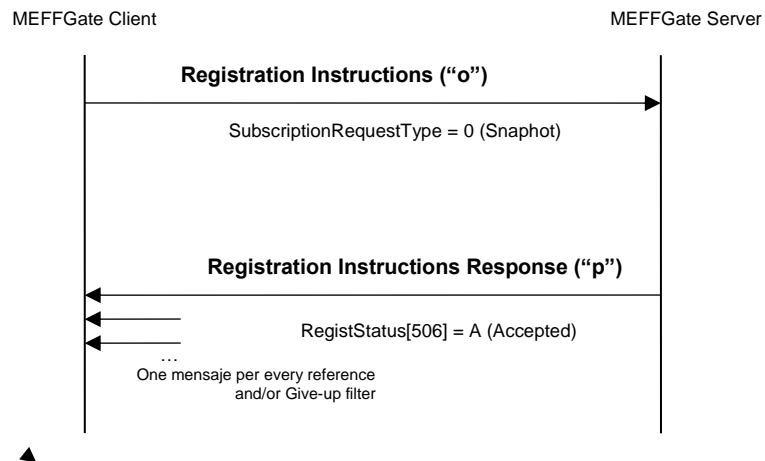 MEFFGate Client MEFFGate Server
Registration Instructions (“o”)
SubscriptionRequestType = 0 (Snaphot)
Registration Instructions Response (“p”)
RegistStatus[506] = A (Accepted)
…
One mensaje per every reference
and/or Give-up filter